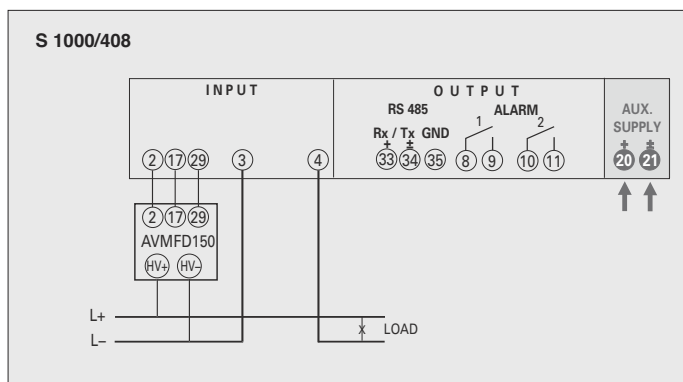 S 1000/408
INPUT
OUTPUT
RS 485
ALARM
AUX.
SUPPLY
Rx / Tx GND
1
2
+
±
+
±
2 17 29 3 4 33 34 35 8 9 10 11 20 21
2 17 29
AVMFD150
HV+ HV–
L+
L–
x LOAD